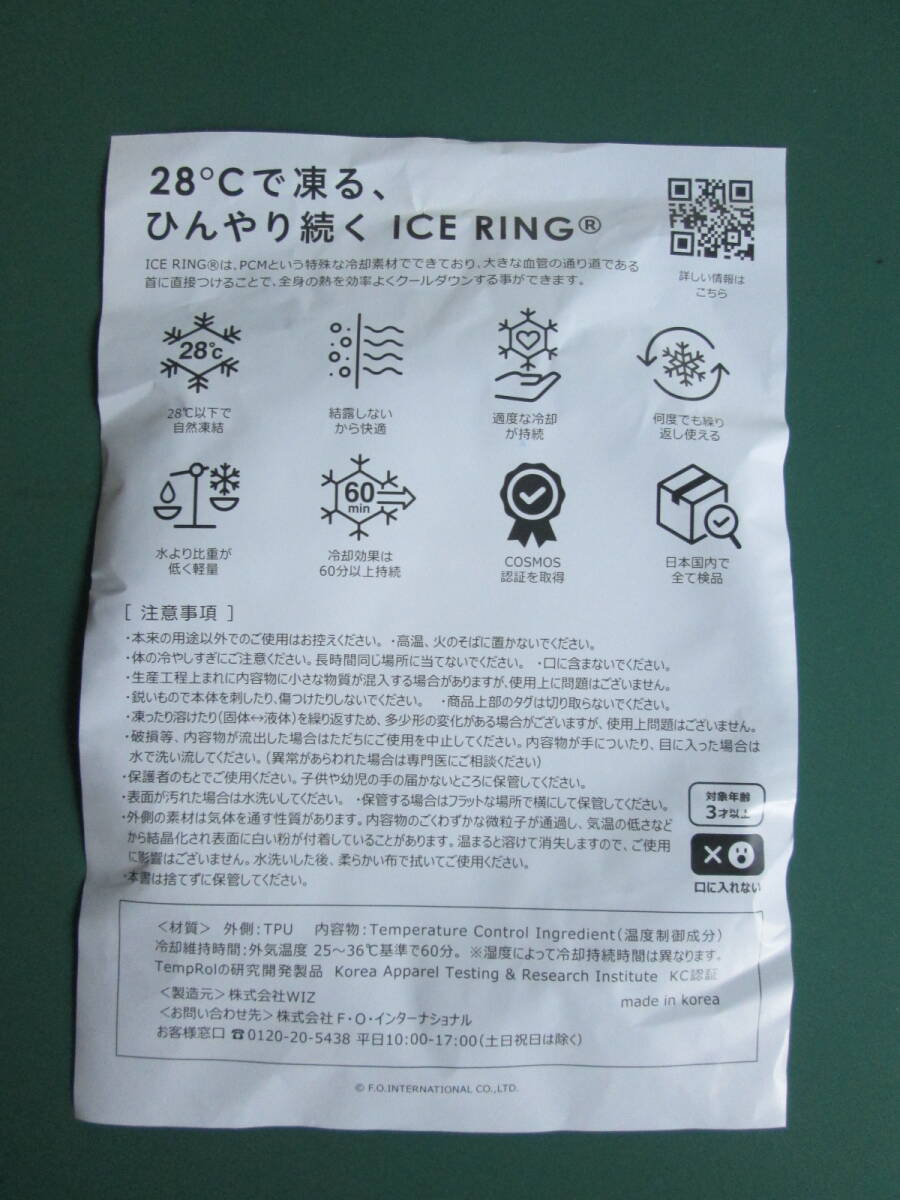 28°Cで凍る、
ひんやり続く ICE RING®
ICE RING®は、PCMという特殊な冷却素材でできており、大きな血管の通り道である
首に直接つけることで、全身の熱を効率よくクールダウンする事ができます。
詳しい情報は
こちら
28℃
28℃以下で
自然凍結
結露しない
から快適
適度な冷却
が持続
何度でも繰り
返し使える
水より比重が
低く軽量
60
min
冷却効果は
60分以上持続
COSMOS
認証を取得
日本国内で
全て検品
[ 注意事項 ]
・本来の用途以外でのご使用はお控えください。 ・高温、火のそばに置かないでください。
・体の冷やしすぎにご注意ください。長時間同じ場所に当てないでください。 ・口に含まないでください。
・生産工程上まれに内容物に小さな物質が混入する場合がありますが、使用上に問題はございません。
・鋭いもので本体を刺したり、傷つけたりしないでください。 ・商品上部のタグは切り取らないでください。
・凍ったり溶けたり(固体↔液体)を繰り返すため、多少形の変化がある場合がございますが、使用上問題はございません。
・破損等、内容物が流出した場合はただちにご使用を中止してください。内容物が手についたり、目に入った場合は
水で洗い流してください。(異常があらわれた場合は専門医にご相談ください)
・保護者のもとでご使用ください。子供や幼児の手の届かないところに保管してください。
・表面が汚れた場合は水洗いしてください。 ・保管する場合はフラットな場所で横にして保管してください。
・外側の素材は気体を通す性質があります。内容物のごくわずかな微粒子が通過し、気温の低さなど
から結晶化され表面に白い粉が付着していることがあります。温まると溶けて消失しますので、ご使用
に影響はございません。水洗いした後、柔らかい布で拭いてご使用ください。
・本書は捨てずに保管してください。
対象年齢
3才以上
口に入れない
<材質> 外側:TPU 内容物:Temperature Control Ingredient(温度制御成分)
冷却維持時間:外気温度 25～36℃基準で60分。 ※湿度によって冷却持続時間は異なります。
TempRolの研究開発製品 Korea Apparel Testing & Research Institute KC認証
<製造元>株式会社WIZ
made in korea
<お問い合わせ先>株式会社F・O・インターナショナル
お客様窓口 ☎0120-20-5438 平日10:00-17:00(土日祝日は除く)
© F.O.INTERNATIONAL CO.,LTD.